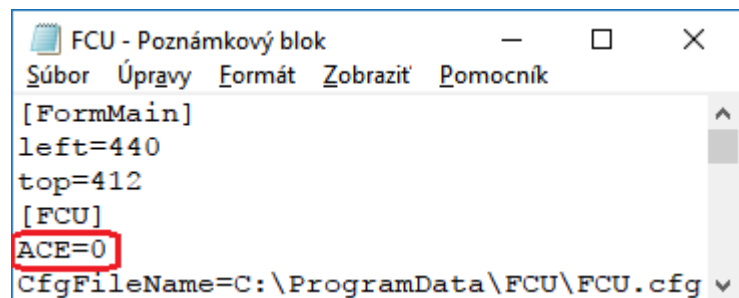 FCU - Poznámkový blok
Súbor Úpravy Formát Zobraziť Pomocník
[FormMain]
left=440
top=412
[FCU]
ACE=0
CfgFileName=C:\ProgramData\FCU\FCU.cfg